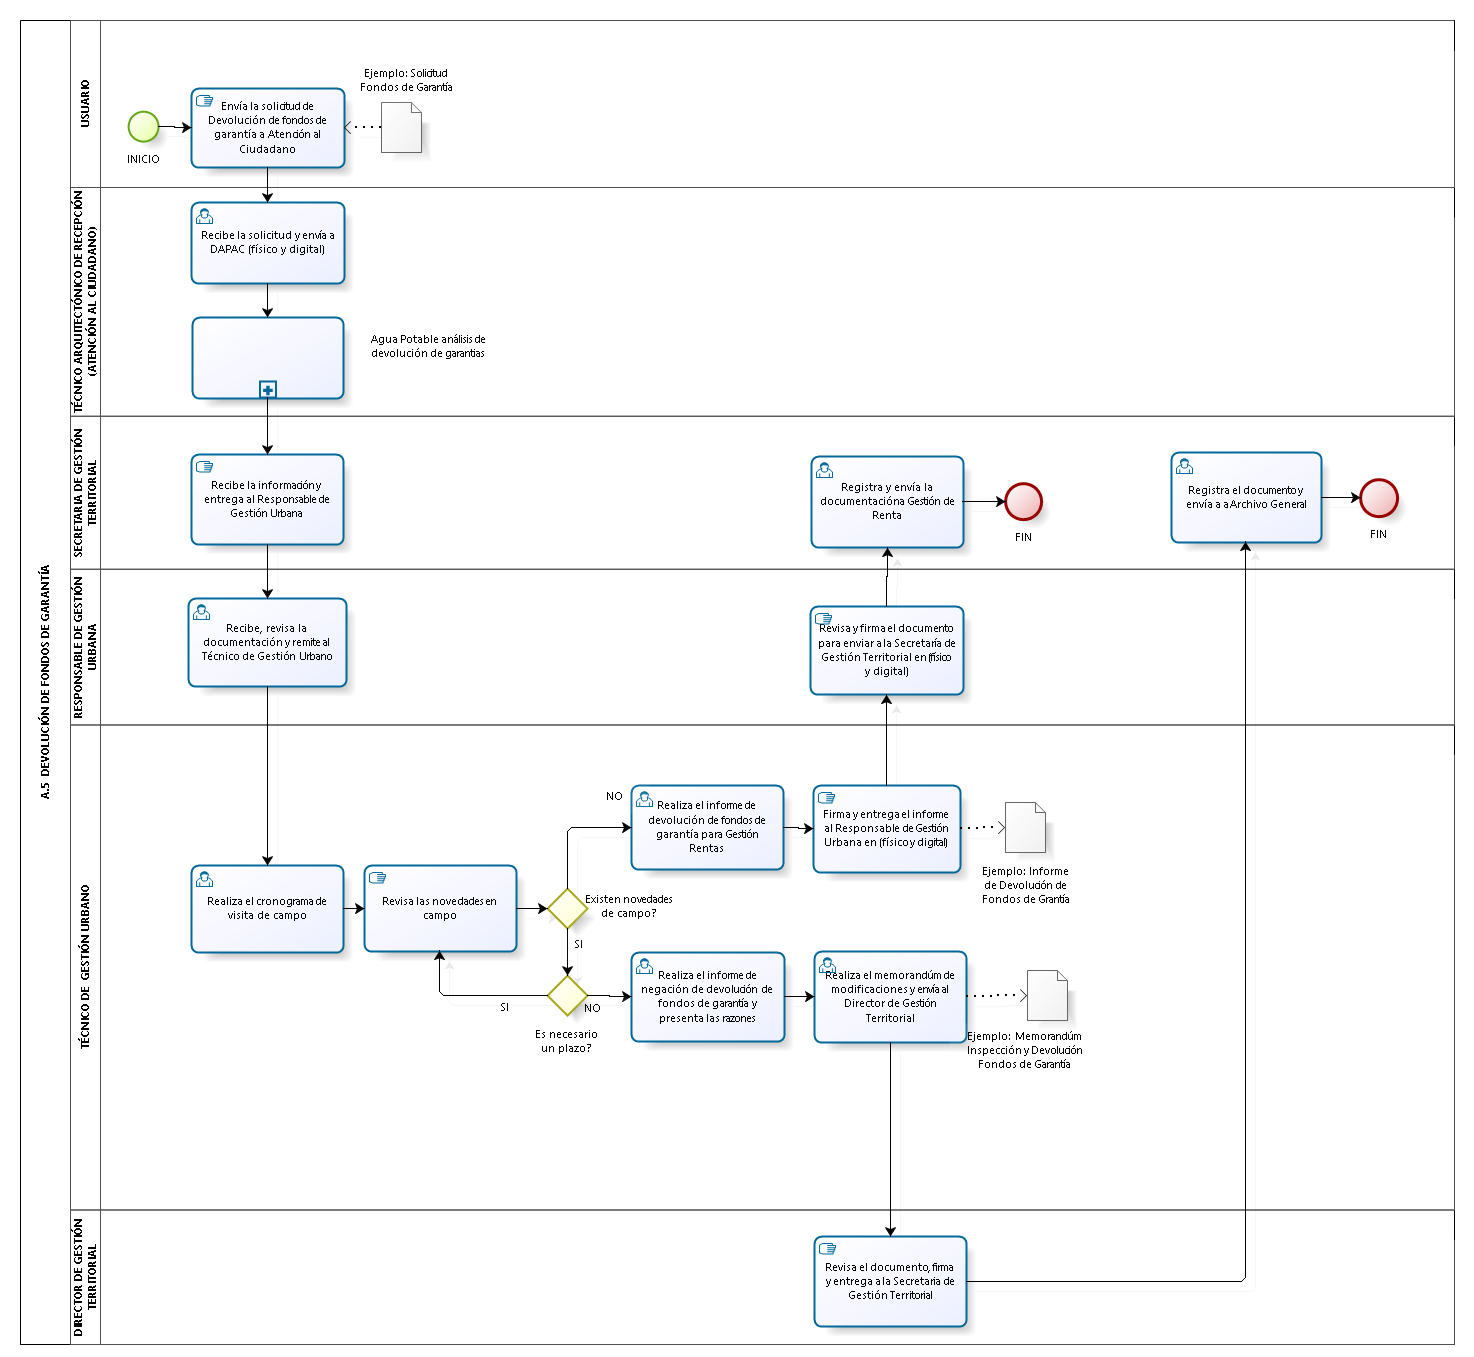 A.5 DEVOLUCIÓN DE FONDOS DE GARANTÍA
USUARIO
INICIO
Envía la solicitud de
Devolución de fondos de
garantía a Atención al
Ciudadano
Ejemplo: Solicitud
Fondos de Garantía
TÉCNICO ARQUITECTÓNICO DE RECEPCIÓN
(ATENCIÓN AL CIUDADANO)
Recibe la solicitud y envía a
DAPAC (físico y digital)
Agua Potable análisis de
devolución de garantias
SECRETARIA DE GESTIÓN
TERRITORIAL
Recibe la información y
entrega al Responsable de
Gestión Urbana
Registra y envía la
documentación a Gestión de
Renta
FIN
Registra el documento y
envía a a Archivo General
FIN
RESPONSABLE DE GESTIÓN
URBANA
Recibe, revisa la
documentación y remite al
Técnico de Gestión Urbano
Revisa y firma el documento
para enviar a la Secretaría de
Gestión Territorial en (físico
y digital)
TÉCNICO DE GESTIÓN URBANO
Realiza el cronograma de
visita de campo
Revisa las novedades en
campo
Existen novedades
de campo?
NO
SI
Realiza el informe de
devolución de fondos de
garantía para Gestión
Rentas
Firma y entrega el informe
al Responsable de Gestión
Urbana en (físico y digital)
Ejemplo: Informe
de Devolución de
Fondos de Grantía
Es necesario
un plazo?
SI
NO
Realiza el informe de
negación de devolución de
fondos de garantía y
presenta las razones
Realiza el memorandúm de
modificaciones y envía al
Director de Gestión
Territorial
Ejemplo: Memorandúm
Inspección y Devolución
Fondos de Garantía
DIRECTOR DE GESTIÓN
TERRITORIAL
Revisa el documento, firma
y entrega a la Secretaria de
Gestión Territorial